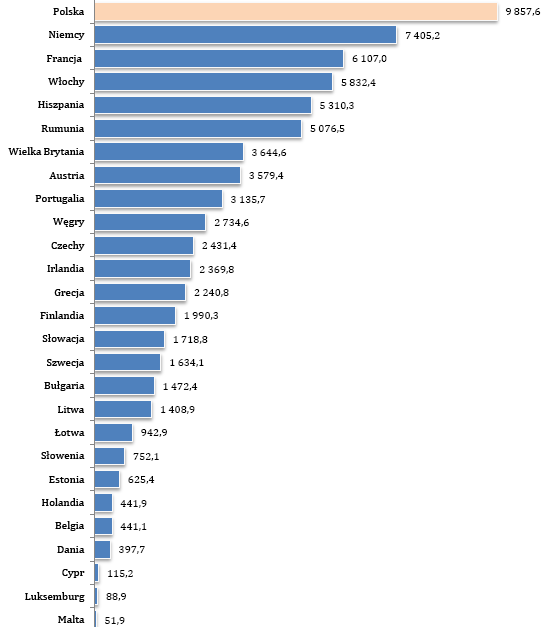 Polska 9 857,6
Niemcy 7 405,2
Francja 6 107,0
Włochy 5 832,4
Hiszpania 5 310,3
Rumunia 5 076,5
Wielka Brytania 3 644,6
Austria 3 579,4
Portugalia 3 135,7
Węgry 2 734,6
Czechy 2 431,4
Irlandia 2 369,8
Grecja 2 240,8
Finlandia 1 990,3
Słowacja 1 718,8
Szwecja 1 634,1
Bułgaria 1 472,4
Litwa 1 408,9
Łotwa 942,9
Słowenia 752,1
Estonia 625,4
Holandia 441,9
Belgia 441,1
Dania 397,7
Cypr 115,2
Luksemburg 88,9
Malta 51,9